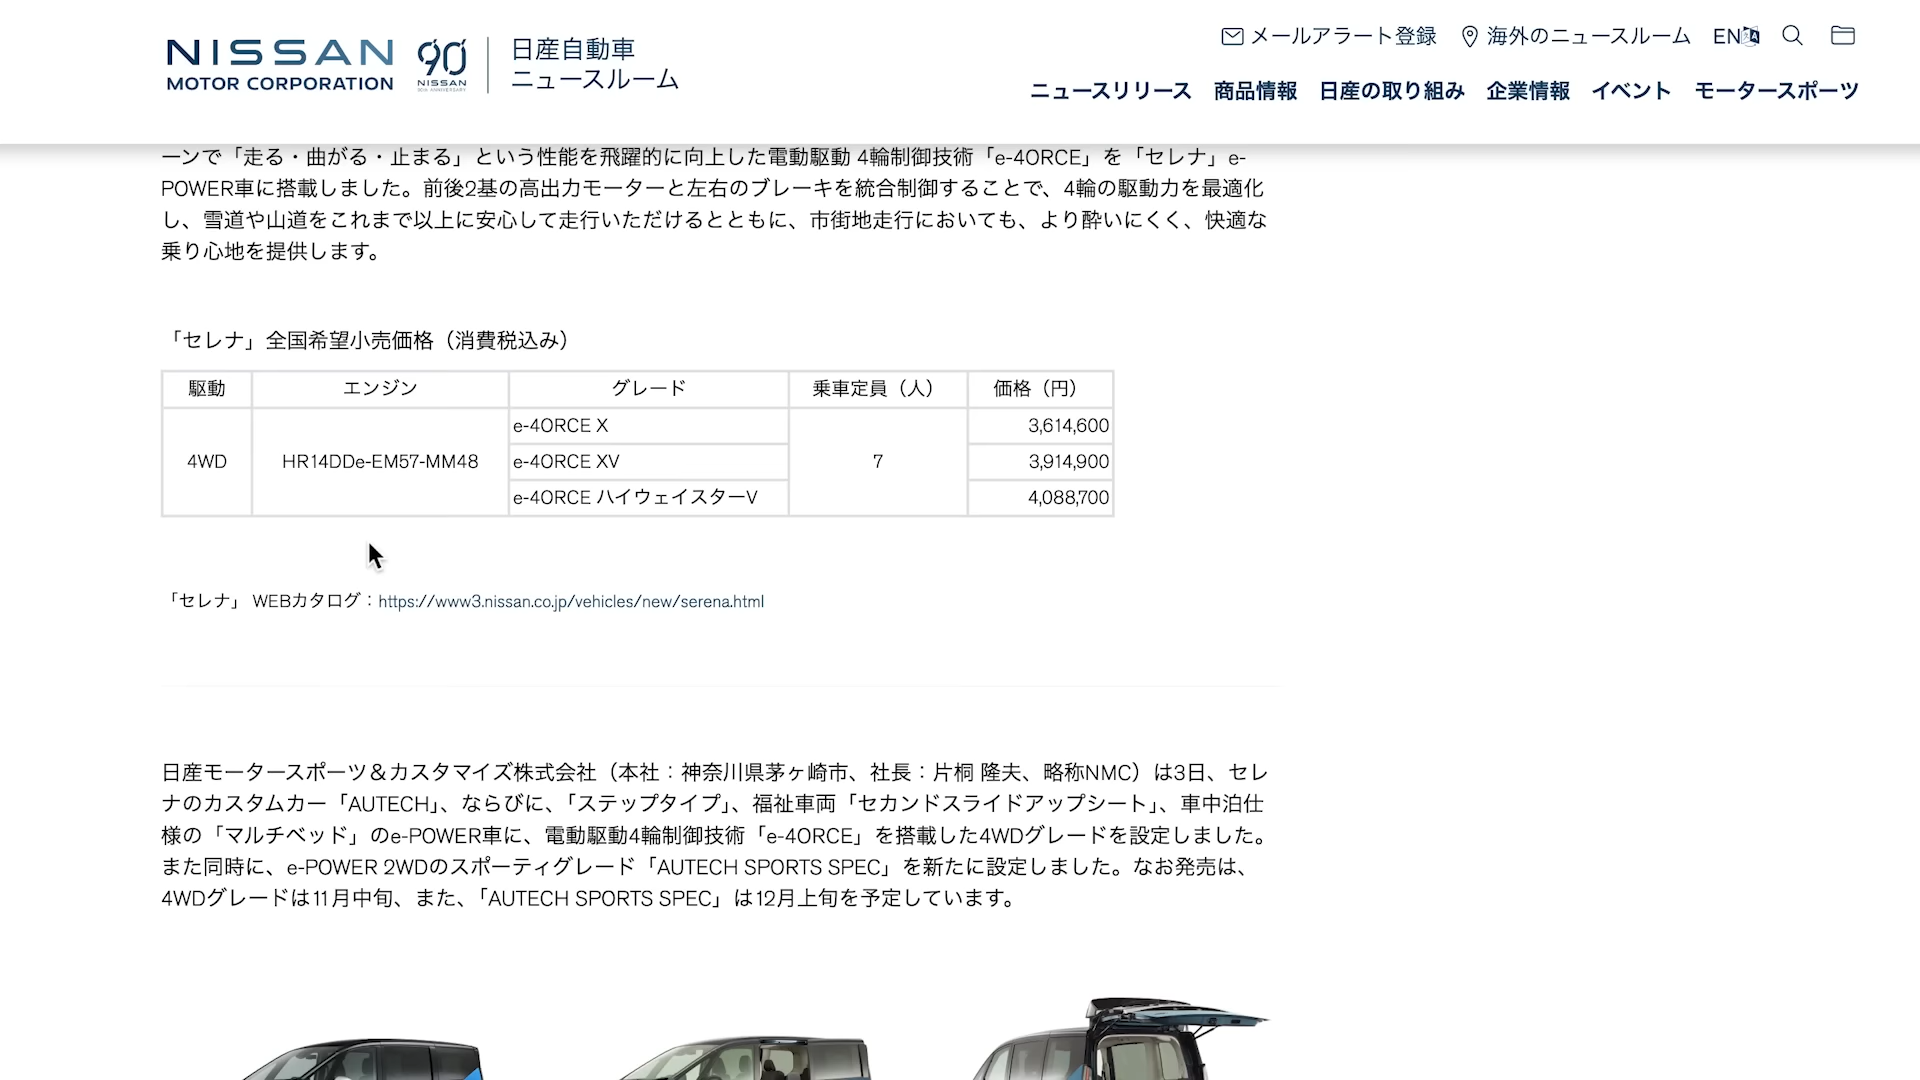 NISSAN
MOTOR CORPORATION
90
NISSAN
日産自動車
ニュースルーム
メールアラート登録
海外のニュースルーム
EN
ニュースリリース 商品情報 日産の取り組み 企業情報 イベント モータースポーツ
ーンで「走る・曲がる・止まる」という性能を飛躍的に向上した電動駆動 4輪制御技術「e-4ORCE」を「セレナ」e-
POWER車に搭載しました。前後2基の高出力モーターと左右のブレーキを統合制御することで、4輪の駆動力を最適化
し、雪道や山道をこれまで以上に安心して走行いただけるとともに、市街地走行においても、より酔いにくく、快適な
乗り心地を提供します。
「セレナ」全国希望小売価格（消費税込み）
駆動 エンジン グレード 乗車定員（人） 価格（円）
e-4ORCE X 3,614,600
4WD HR14DDe-EM57-MM48 e-4ORCE XV 7 3,914,900
e-4ORCE ハイウェイスターV 4,088,700
「セレナ」 WEBカタログ：https://www3.nissan.co.jp/vehicles/new/serena.html
日産モータースポーツ＆カスタマイズ株式会社（本社：神奈川県茅ヶ崎市、社長：片桐 隆夫、略称NMC）は3日、セレ
ナのカスタムカー「AUTECH」、ならびに、「ステップタイプ」、福祉車両「セカンドスライドアップシート」、車中泊仕
様の「マルチベッド」のe-POWER車に、電動駆動4輪制御技術「e-4ORCE」を搭載した4WDグレードを設定しました。
また同時に、e-POWER 2WDのスポーティグレード「AUTECH SPORTS SPEC」を新たに設定しました。なお発売は、
4WDグレードは11月中旬、また、「AUTECH SPORTS SPEC」は12月上旬を予定しています。